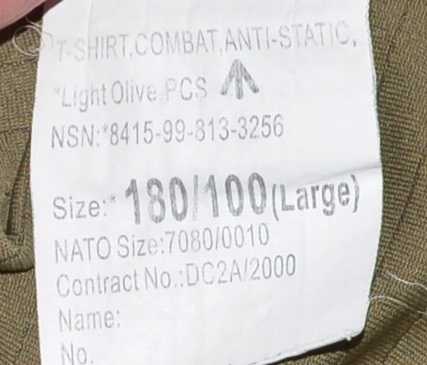 T-SHIRT,COMBAT,ANTI-STATIC,
*Light Olive PCS
NSN:*8415-99-813-3256
Size:* 180/100(Large)
NATO Size:7080/0010
Contract No.:DC2A/2000
Name:
No.